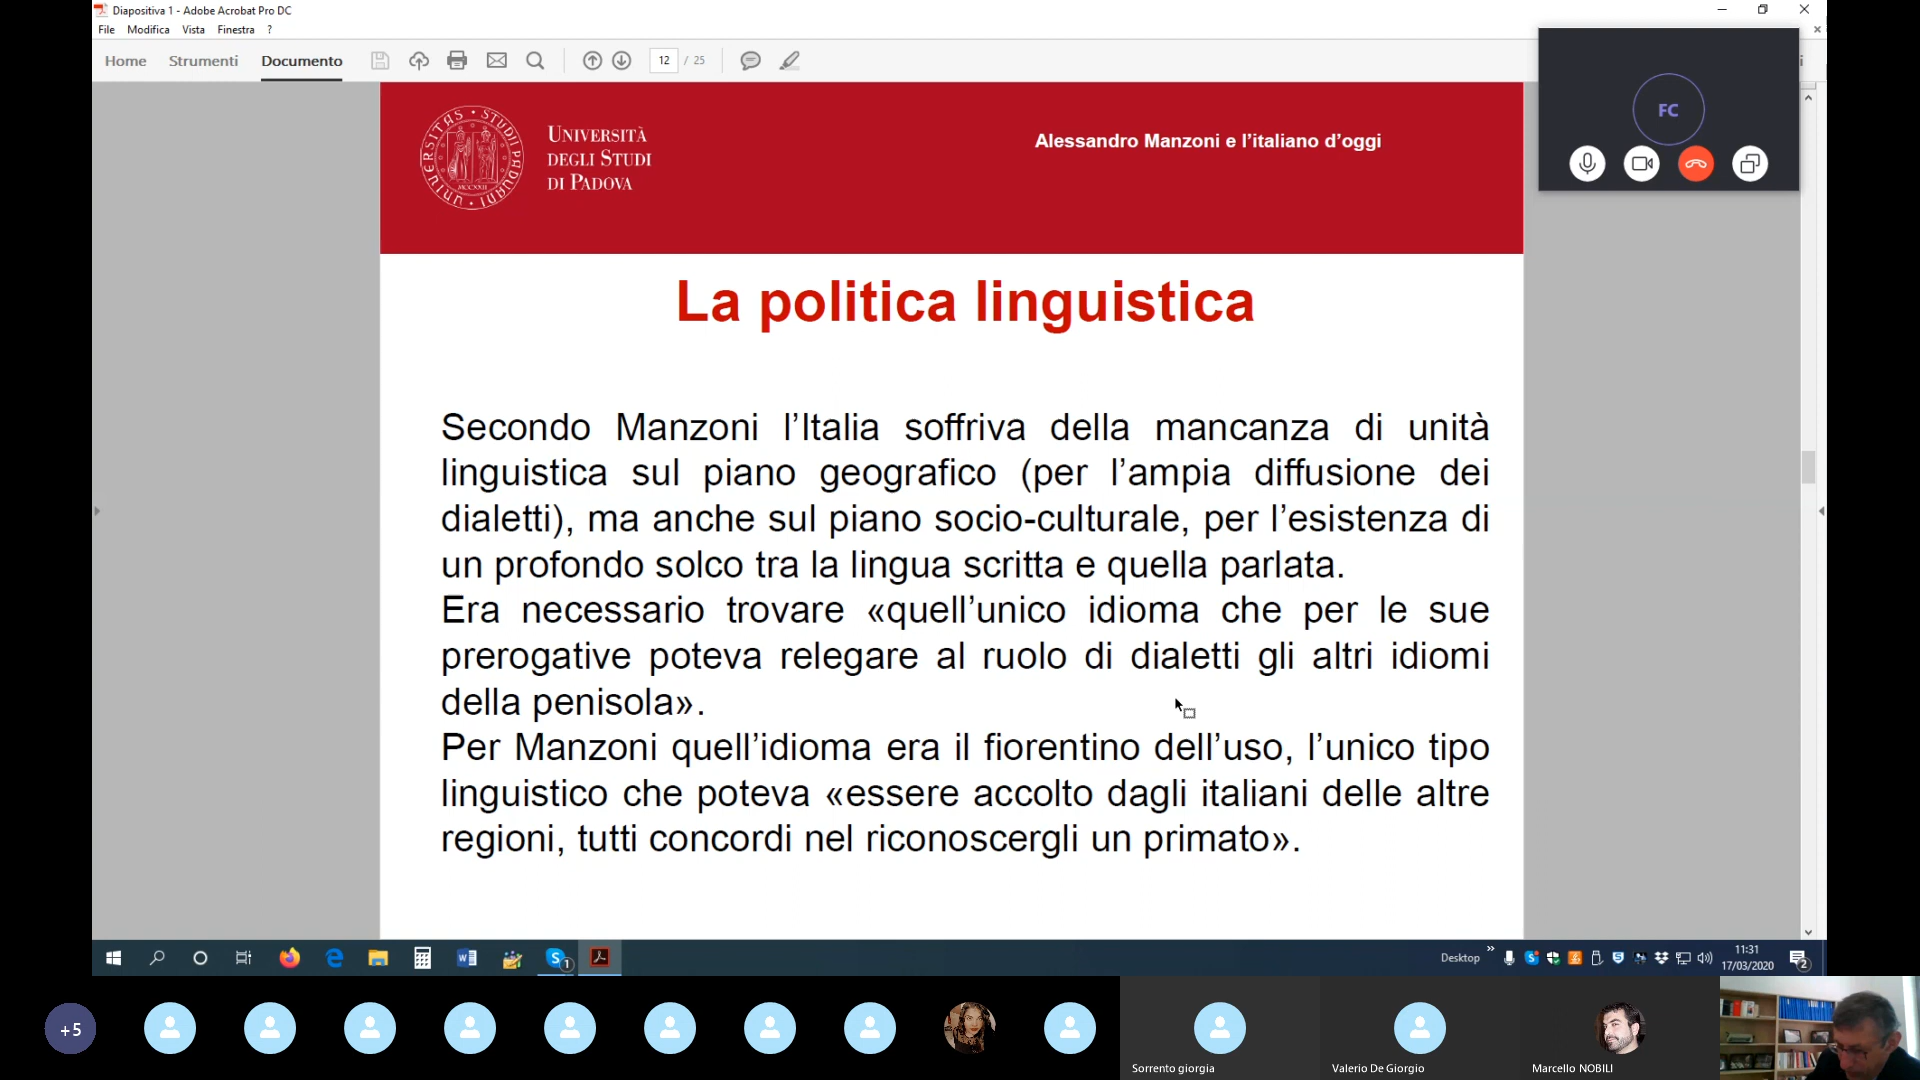 Diapositiva 1 - Adobe Acrobat Pro DC
File Modifica Vista Finestra ?
Home Strumenti Documento 12 / 25
FC
UNIVERSITAS STUDII PADUANI
MCCXXII
UNIVERSITÀ
DEGLI STUDI
DI PADOVA
Alessandro Manzoni e l’italiano d’oggi
La politica linguistica
Secondo Manzoni l’Italia soffriva della mancanza di unità
linguistica sul piano geografico (per l’ampia diffusione dei
dialetti), ma anche sul piano socio-culturale, per l’esistenza di
un profondo solco tra la lingua scritta e quella parlata.
Era necessario trovare «quell’unico idioma che per le sue
prerogative poteva relegare al ruolo di dialetti gli altri idiomi
della penisola».
Per Manzoni quell’idioma era il fiorentino dell’uso, l’unico tipo
linguistico che poteva «essere accolto dagli italiani delle altre
regioni, tutti concordi nel riconoscergli un primato».
1
Desktop
11:31
17/03/2020
2
+5
Sorrento giorgia
Valerio De Giorgio
Marcello NOBILI